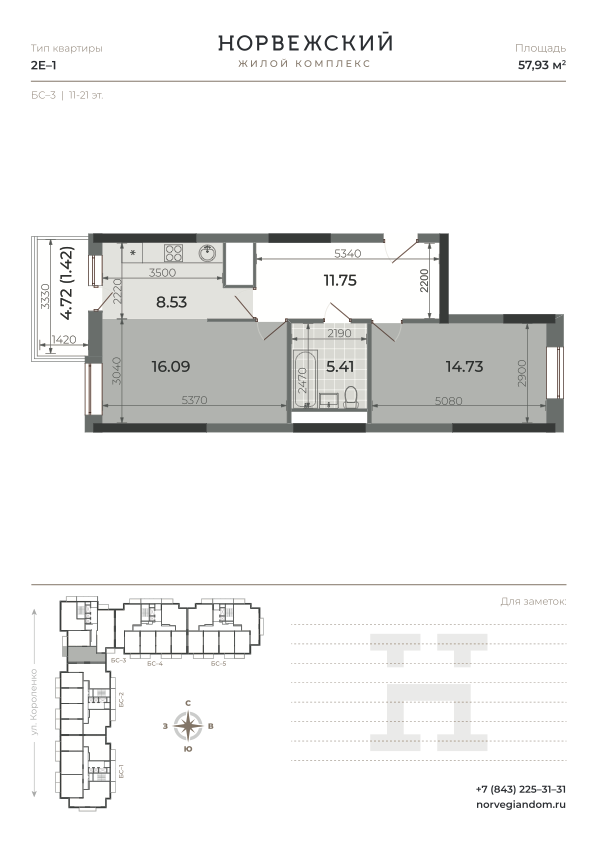 НОРВЕЖСКИЙ
ЖИЛОЙ КОМПЛЕКС
Тип квартиры
2Е–1
Площадь
57,93 м²
БС–3 | 11-21 эт.
5340
3500
11.75
2200
2220
8.53
4.72 (1.42)
3330
1420
2190
16.09
3040
5370
5.41
2470
14.73
2900
5080
Для заметок:
БС–3
БС–4
БС–5
БС–2
БС–1
ул. Короленко
С
З
В
Ю
+7 (843) 225–31–31
norvegiandom.ru